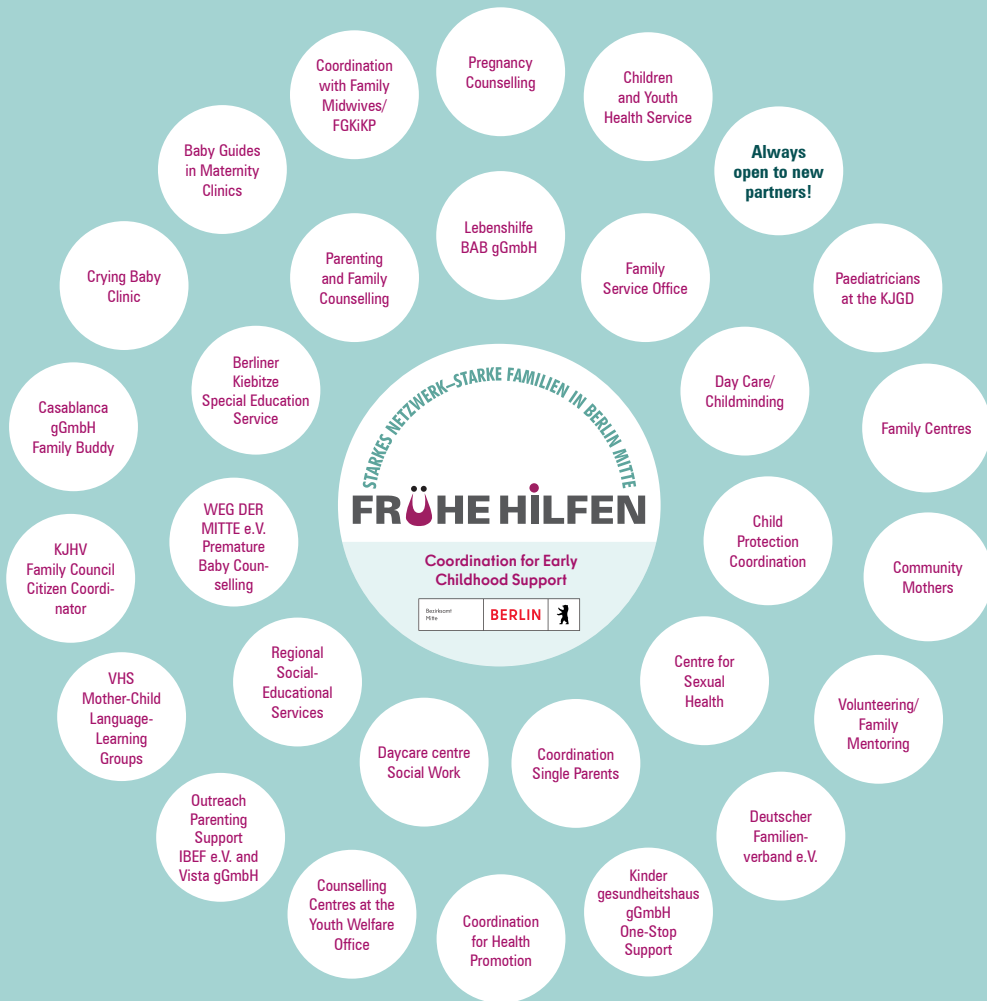 Pregnancy
Counselling
Coordination
with Family
Midwives/
FGKiKP
Children
and Youth
Health Service
Baby Guides
in Maternity
Clinics
Always
open to new
partners!
Lebenshilfe
BAB gGmbH
Parenting
and Family
Counselling
Family
Service Office
Crying Baby
Clinic
Paediatricians
at the KJGD
Berliner
Kiebitze
Special Education
Service
Day Care/
Childminding
Casablanca
gGmbH
Family Buddy
Family Centres
STARKES NETZWERK–STARKE FAMILIEN IN BERLIN MITTE
FRÜHE HiLFEN
Coordination for Early
Childhood Support
Bezirksamt
Mitte
BERLIN
WEG DER
MITTE e.V.
Premature
Baby Coun-
selling
Child
Protection
Coordination
KJHV
Family Council
Citizen Coordi-
nator
Community
Mothers
Regional
Social-
Educational
Services
Centre for
Sexual
Health
VHS
Mother-Child
Language-
Learning
Groups
Volunteering/
Family
Mentoring
Daycare centre
Social Work
Coordination
Single Parents
Outreach
Parenting
Support
IBEF e.V. and
Vista gGmbH
Deutscher
Familien-
verband e.V.
Counselling
Centres at the
Youth Welfare
Office
Coordination
for Health
Promotion
Kinder
gesundheitshaus
gGmbH
One-Stop
Support